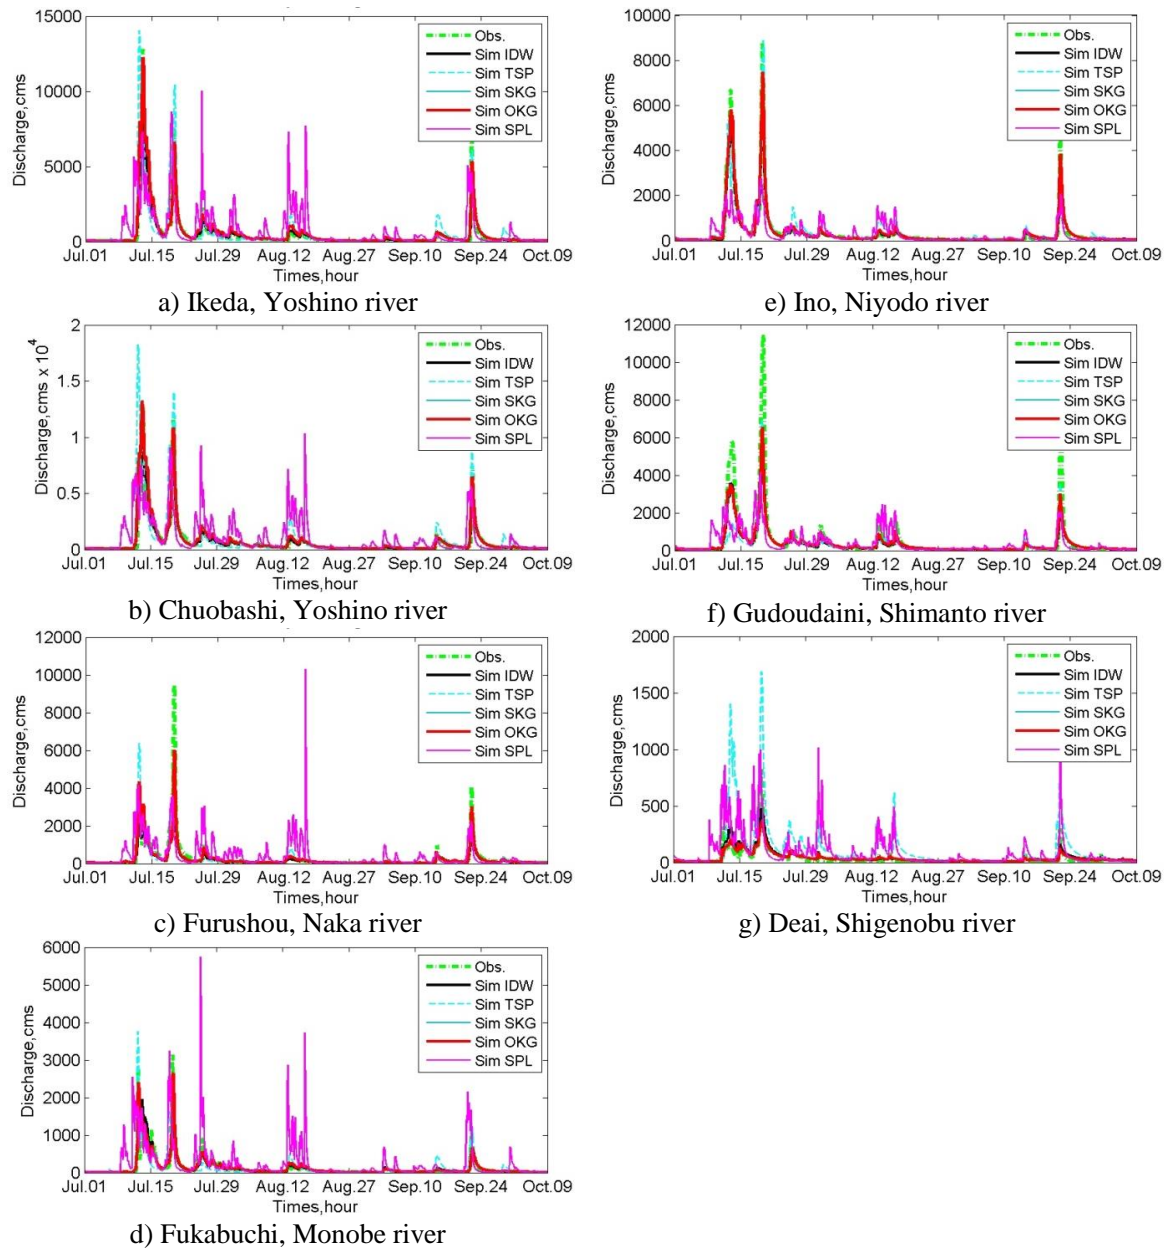 15000
10000
5000
0
Discharge,cms
Obs.
Sim IDW
Sim TSP
Sim SKG
Sim OKG
Sim SPL
Jul.01 Jul.15 Jul.29 Aug.12 Aug.27 Sep.10 Sep.24 Oct.09
Times,hour
a) Ikeda, Yoshino river
2
1.5
1
0.5
0
Discharge,cms x 10^4
Obs.
Sim IDW
Sim TSP
Sim SKG
Sim OKG
Sim SPL
Jul.01 Jul.15 Jul.29 Aug.12 Aug.27 Sep.10 Sep.24 Oct.09
Times,hour
b) Chuobashi, Yoshino river
12000
10000
8000
6000
4000
2000
0
Discharge,cms
Obs.
Sim IDW
Sim TSP
Sim SKG
Sim OKG
Sim SPL
Jul.01 Jul.15 Jul.29 Aug.12 Aug.27 Sep.10 Sep.24 Oct.09
Times,hour
c) Furushou, Naka river
6000
5000
4000
3000
2000
1000
0
Discharge,cms
Obs.
Sim IDW
Sim TSP
Sim SKG
Sim OKG
Sim SPL
Jul.01 Jul.15 Jul.29 Aug.12 Aug.27 Sep.10 Sep.24 Oct.09
Times,hour
d) Fukabuchi, Monobe river
10000
8000
6000
4000
2000
0
Discharge,cms
Obs.
Sim IDW
Sim TSP
Sim SKG
Sim OKG
Sim SPL
Jul.01 Jul.15 Jul.29 Aug.12 Aug.27 Sep.10 Sep.24 Oct.09
Times,hour
e) Ino, Niyodo river
12000
10000
8000
6000
4000
2000
0
Discharge,cms
Obs.
Sim IDW
Sim TSP
Sim SKG
Sim OKG
Sim SPL
Jul.01 Jul.15 Jul.29 Aug.12 Aug.27 Sep.10 Sep.24 Oct.09
Times,hour
f) Gudoudaini, Shimanto river
2000
1500
1000
500
0
Discharge,cms
Obs.
Sim IDW
Sim TSP
Sim SKG
Sim OKG
Sim SPL
Jul.01 Jul.15 Jul.29 Aug.12 Aug.27 Sep.10 Sep.24 Oct.09
Times,hour
g) Deai, Shigenobu river